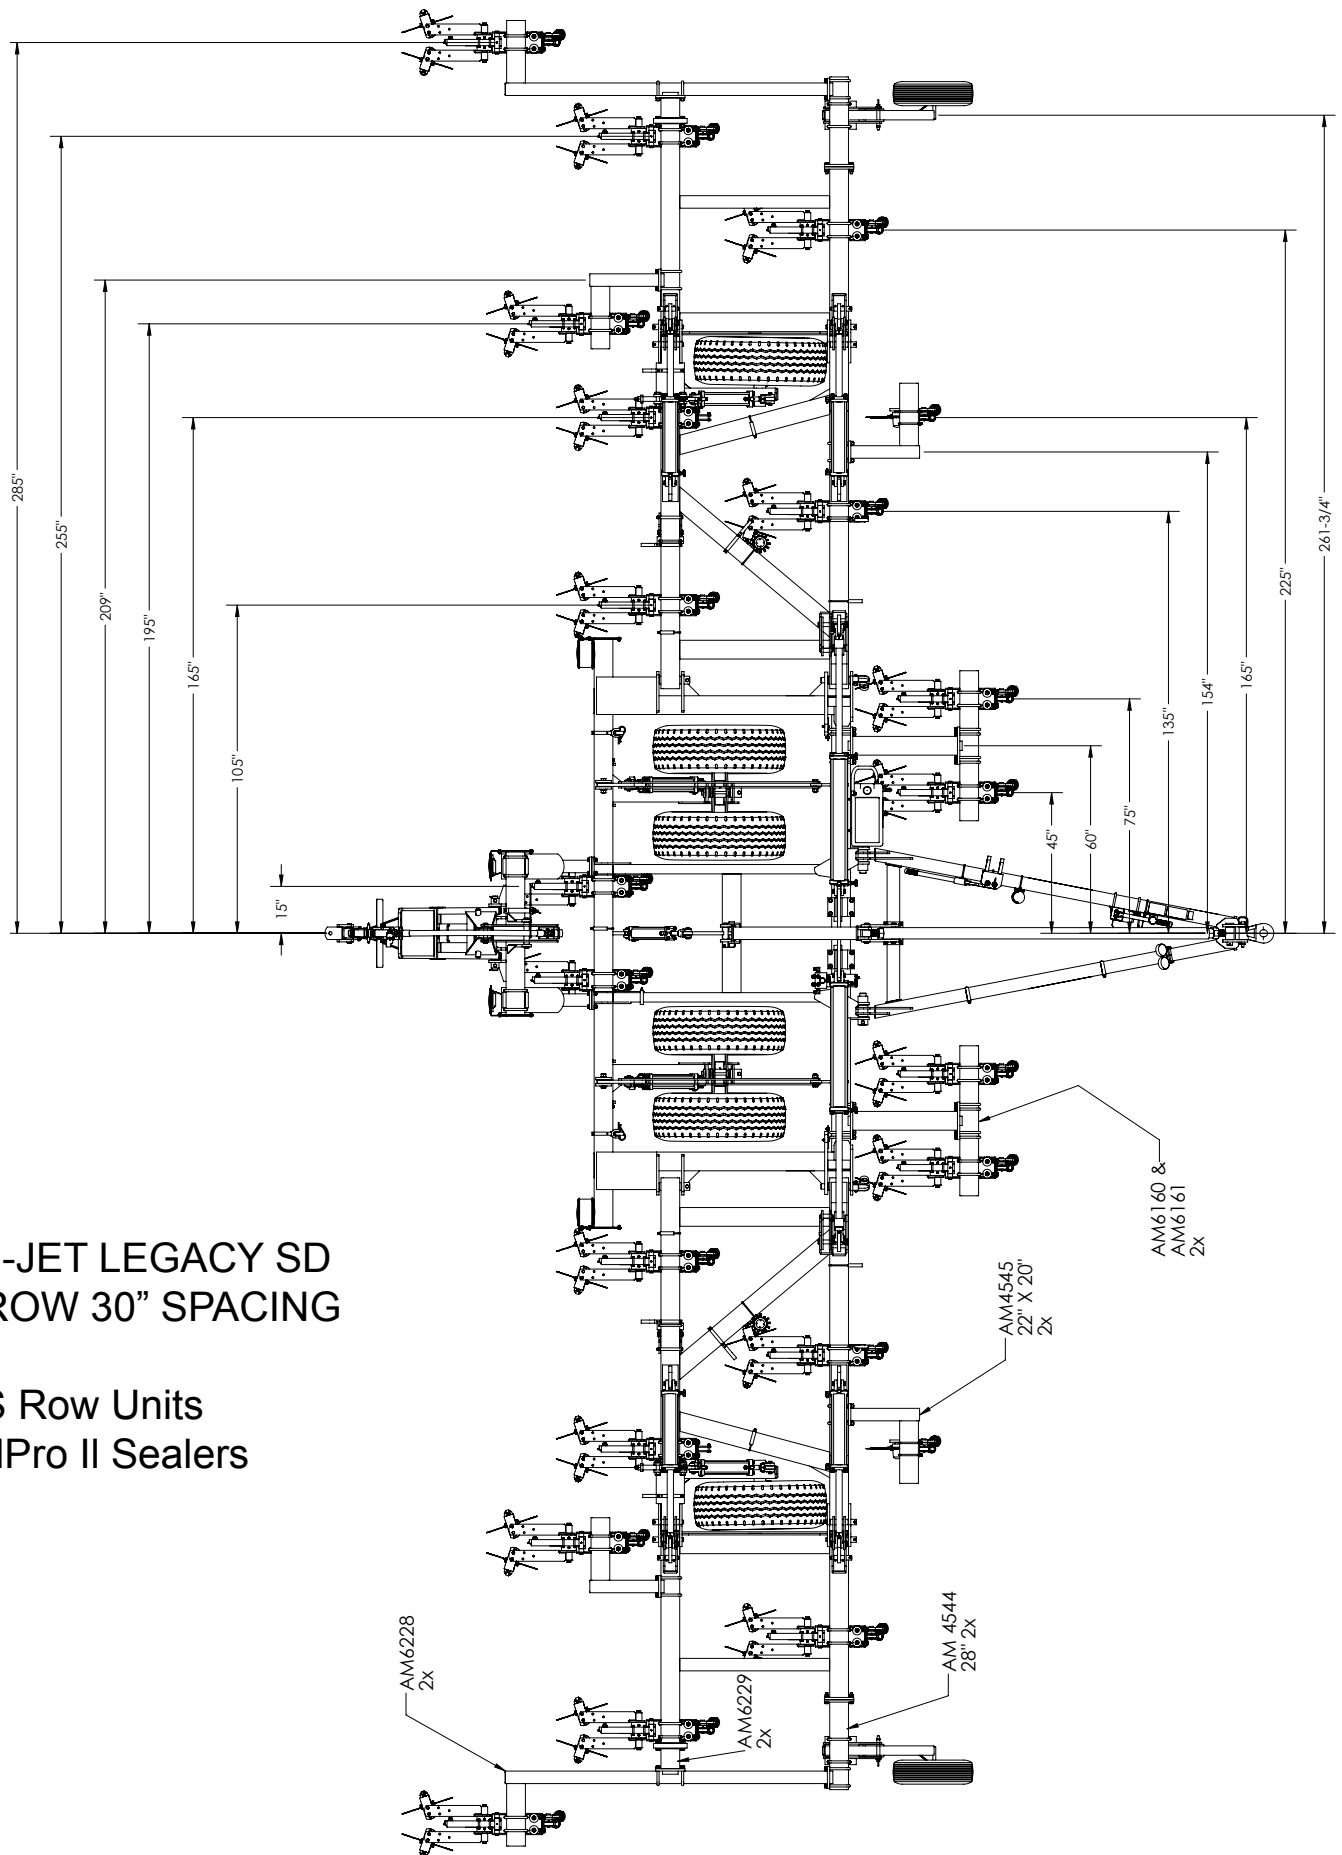 285"
255"
209"
195"
165"
105"
15"
45"
60"
75"
135"
154"
165"
225"
261-3/4"
-JET LEGACY SD
ROW 30” SPACING
S Row Units
Pro II Sealers
AM6160 &
AM6161
2x
AM4545
22" X 20"
2x
AM6228
2x
AM6229
2x
AM 4544
28" 2x